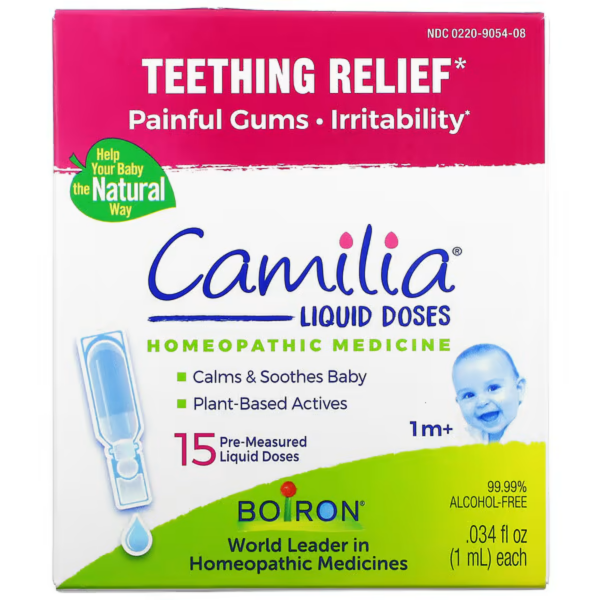 NDC 0220-9054-08
TEETHING RELIEF*
Painful Gums • Irritability*
Help
Your Baby
the Natural
Way
Camilia®
LIQUID DOSES
HOMEOPATHIC MEDICINE
▪ Calms & Soothes Baby
▪ Plant-Based Actives
1m+
15 Pre-Measured
Liquid Doses
99.99%
ALCOHOL-FREE
BOIRON®
World Leader in
Homeopathic Medicines
.034 fl oz
(1 mL) each